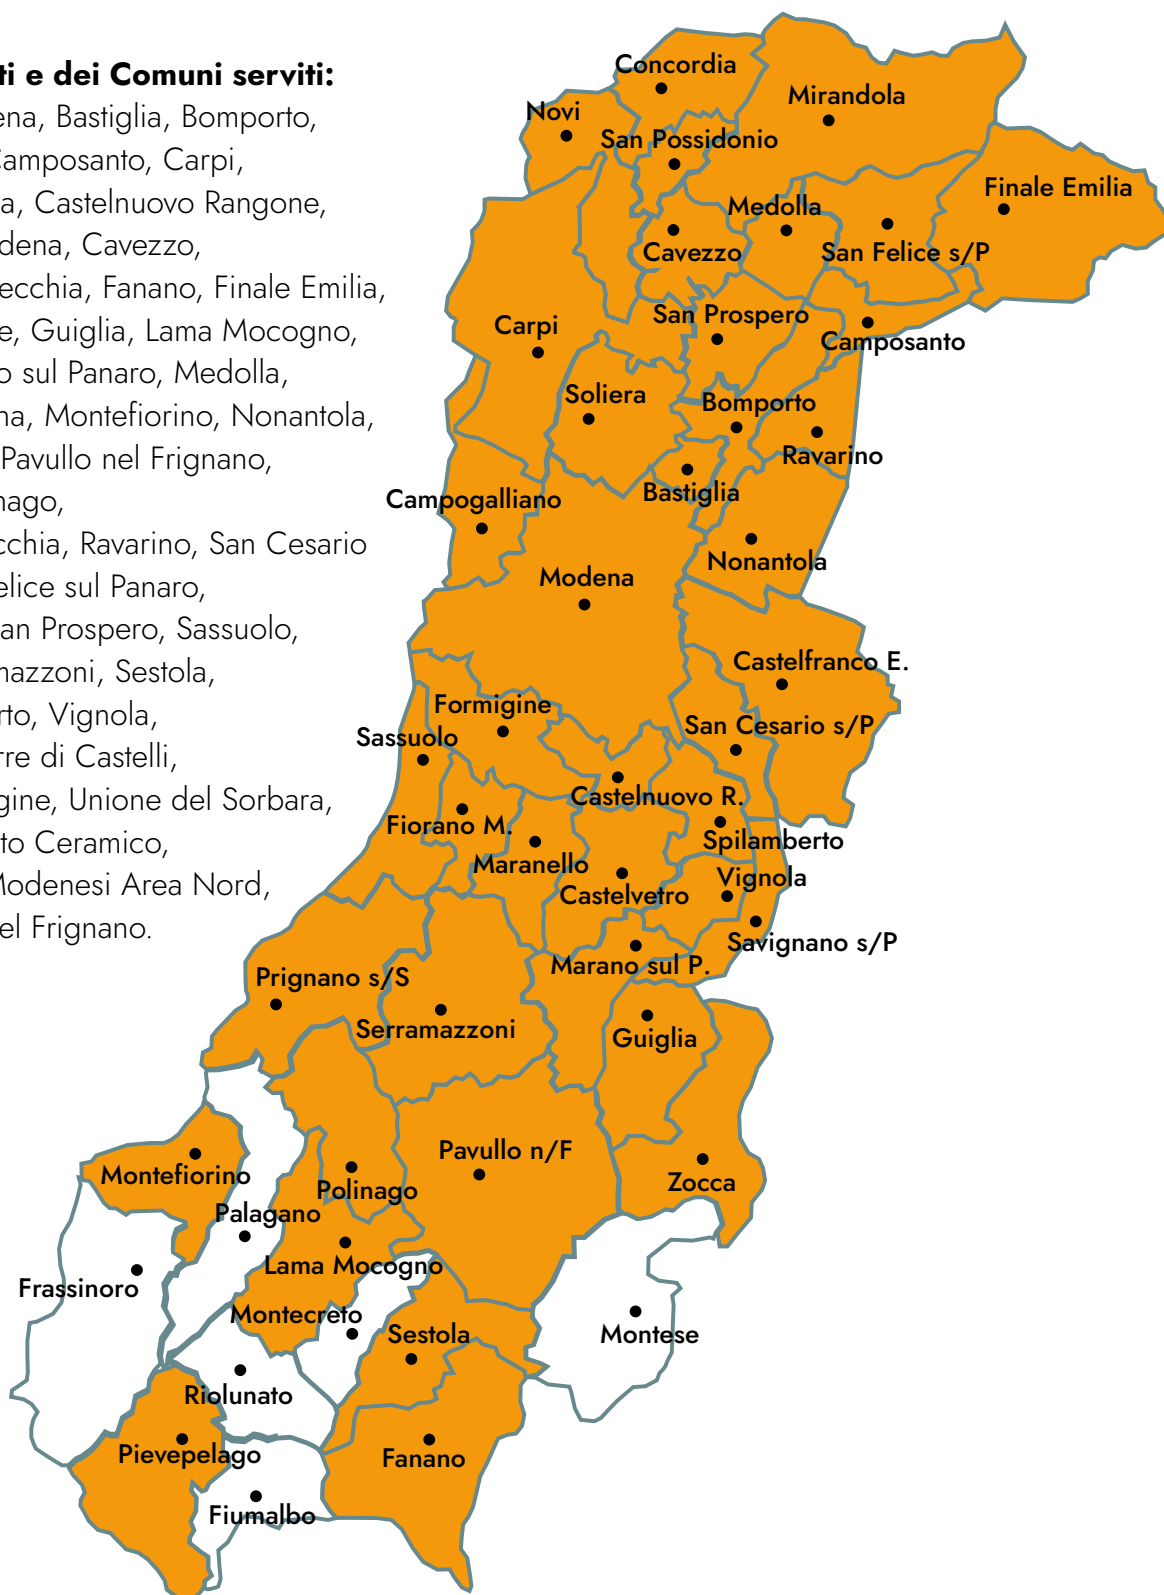 ti e dei Comuni serviti:
ena, Bastiglia, Bomporto,
Camposanto, Carpi,
a, Castelnuovo Rangone,
dena, Cavezzo,
ecchia, Fanano, Finale Emilia,
e, Guiglia, Lama Mocogno,
o sul Panaro, Medolla,
na, Montefiorino, Nonantola,
Pavullo nel Frignano,
nago,
cchia, Ravarino, San Cesario
elice sul Panaro,
an Prospero, Sassuolo,
mazzoni, Sestola,
rto, Vignola,
rre di Castelli,
gine, Unione del Sorbara,
to Ceramico,
Modenesi Area Nord,
el Frignano.
Concordia
Mirandola
Novi
San Possidonio
Finale Emilia
Medolla
Cavezzo
San Felice s/P
San Prospero
Carpi
Camposanto
Soliera
Bomporto
Ravarino
Bastiglia
Campogalliano
Nonantola
Modena
Castelfranco E.
Formigine
San Cesario s/P
Sassuolo
Castelnuovo R.
Fiorano M.
Spilamberto
Maranello
Vignola
Castelvetro
Savignano s/P
Marano sul P.
Prignano s/S
Serramazzoni
Guiglia
Pavullo n/F
Montefiorino
Zocca
Polinago
Palagano
Lama Mocogno
Frassinoro
Montecreto
Sestola
Montese
Riolunato
Pievepelago
Fanano
Fiumalbo